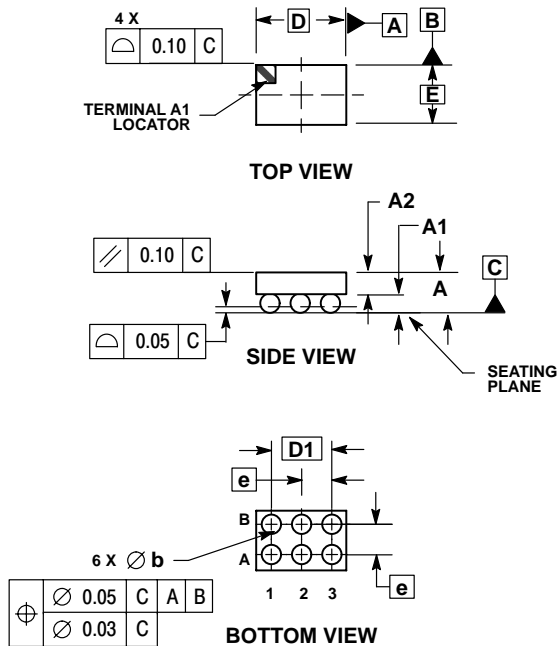 4 X
⌓ 0.10 C
D
A
B
E
TERMINAL A1
LOCATOR
TOP VIEW
A2
A1
// 0.10 C
A
C
⌓ 0.05 C
SIDE VIEW
SEATING
PLANE
D1
e
B
A
6 X ∅ b
1 2 3
e
⌖ ∅ 0.05 C A B
∅ 0.03 C
BOTTOM VIEW